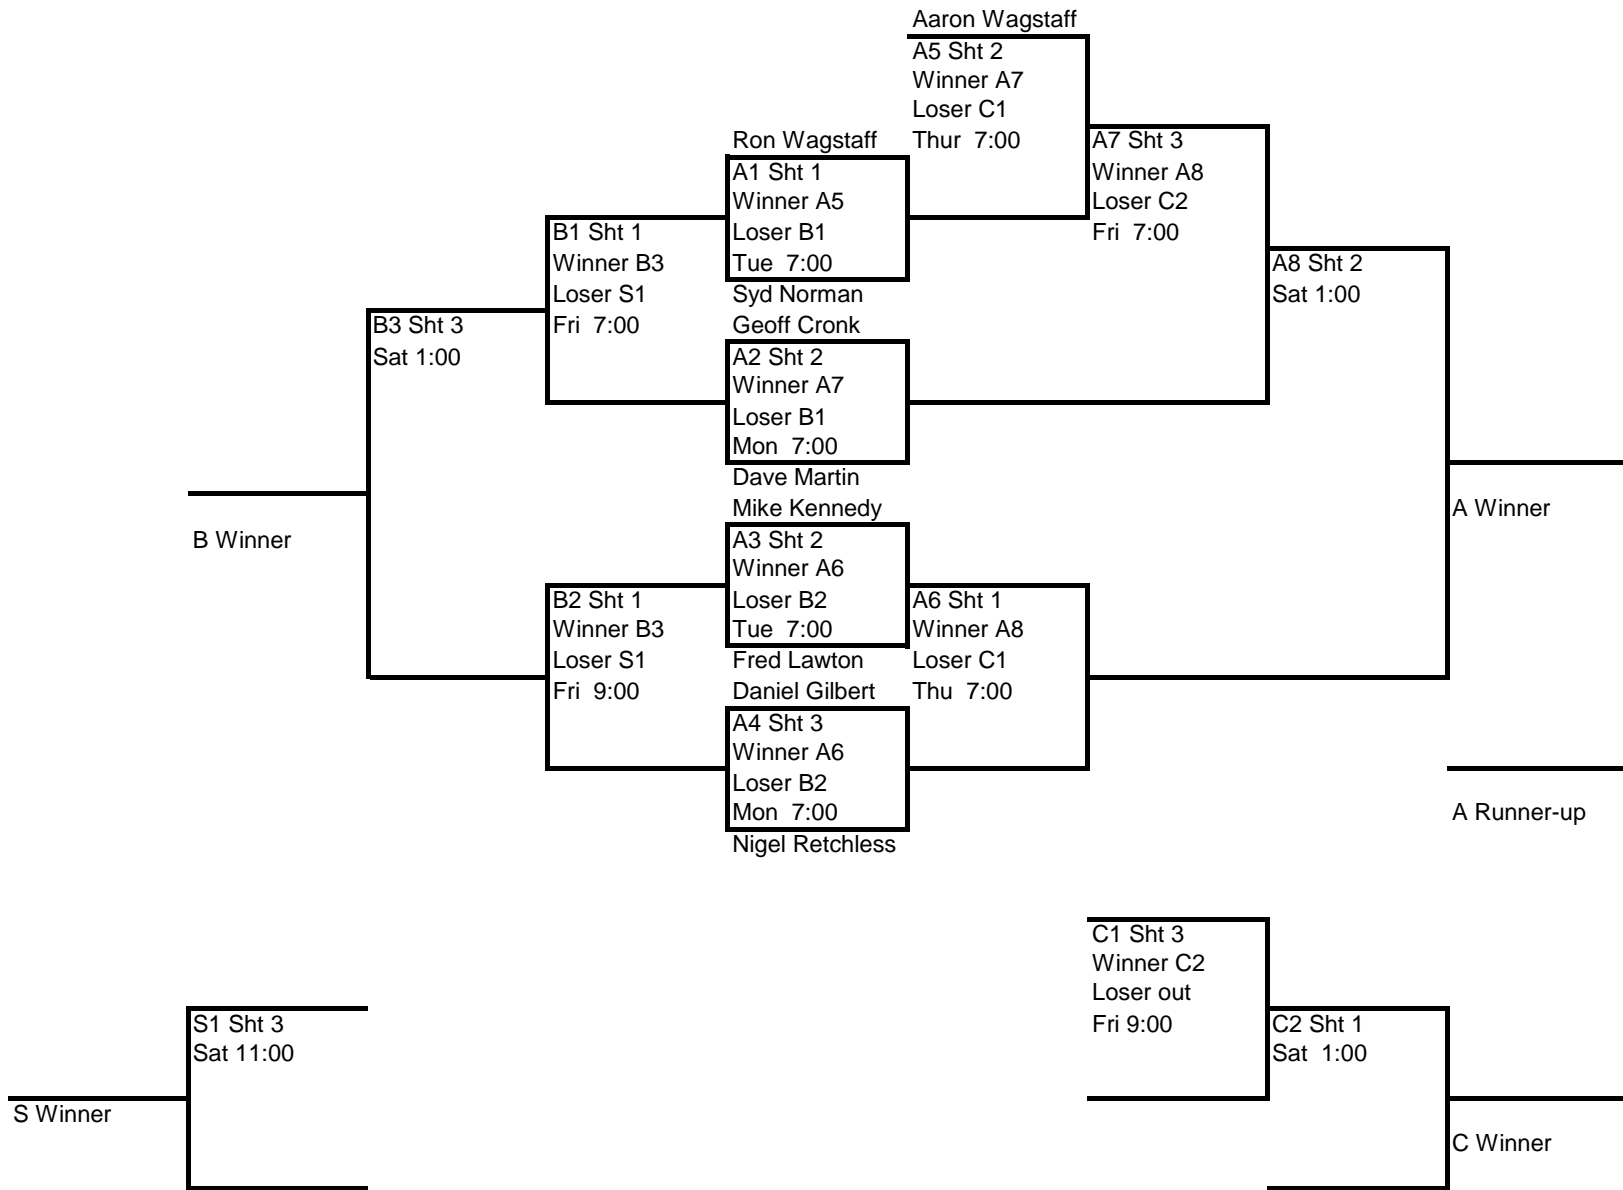 Aaron Wagstaff
A5 Sht 2
Winner A7
Loser C1
Thur 7:00
Ron Wagstaff
A1 Sht 1
Winner A5
Loser B1
Tue 7:00
Syd Norman
A7 Sht 3
Winner A8
Loser C2
Fri 7:00
B1 Sht 1
Winner B3
Loser S1
Fri 7:00
A8 Sht 2
Sat 1:00
B3 Sht 3
Sat 1:00
Geoff Cronk
A2 Sht 2
Winner A7
Loser B1
Mon 7:00
Dave Martin
Mike Kennedy
A3 Sht 2
Winner A6
Loser B2
Tue 7:00
Fred Lawton
B Winner
A Winner
B2 Sht 1
Winner B3
Loser S1
Fri 9:00
A6 Sht 1
Winner A8
Loser C1
Thu 7:00
Daniel Gilbert
A4 Sht 3
Winner A6
Loser B2
Mon 7:00
Nigel Retchless
A Runner-up
C1 Sht 3
Winner C2
Loser out
Fri 9:00
S1 Sht 3
Sat 11:00
C2 Sht 1
Sat 1:00
S Winner
C Winner